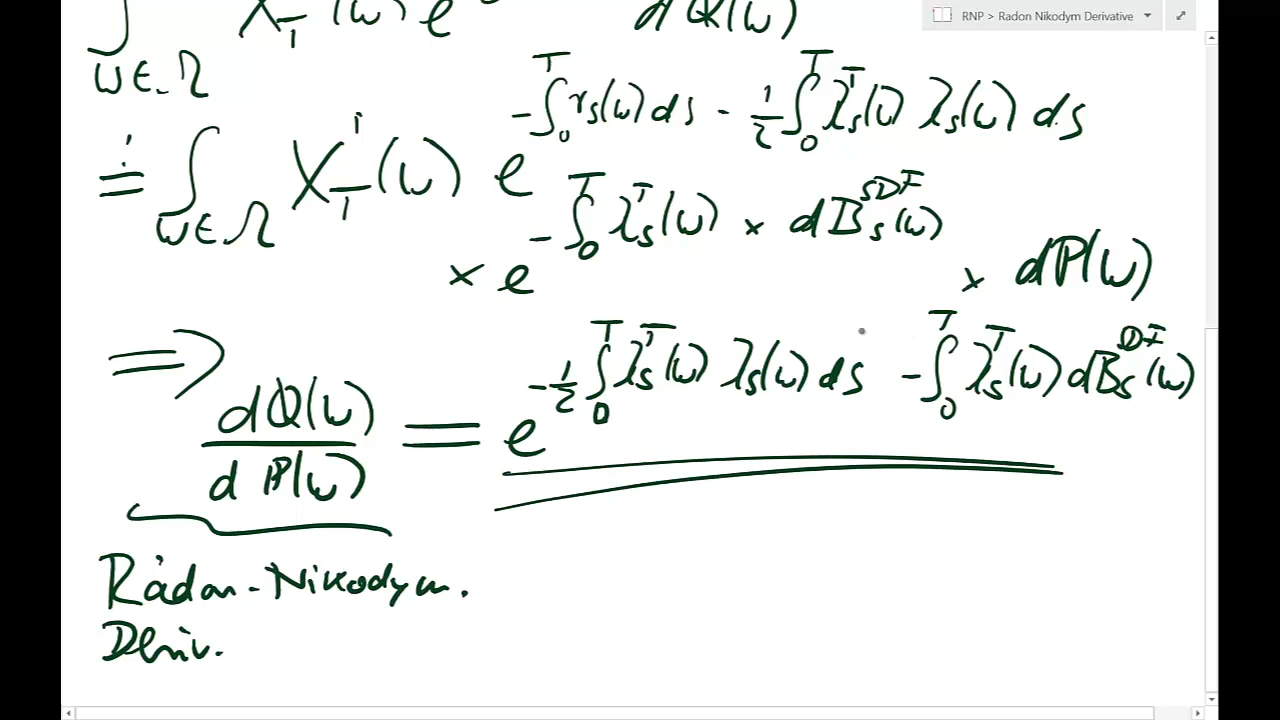 ∫ X_T^i (ω) e dQ(ω)
ω∈Ω
RNP > Radon Nikodym Derivative
≐ ∫_{ω∈Ω} X_T^i (ω) e^{-∫_0^T r_s(ω) ds - 1/2 ∫_0^T λ_s^T(ω) λ_s(ω) ds}
× e^{-∫_0^T λ_s^T(ω) × dB_s^{SDF}(ω)} × dℙ(ω)
⟹ dQ(ω)/dℙ(ω) = e^{-1/2 ∫_0^T λ_s^T(ω) λ_s(ω) ds - ∫_0^T λ_s^T(ω) dB_s^{DF}(ω)}
Radon-Nikodym.
Deriv.